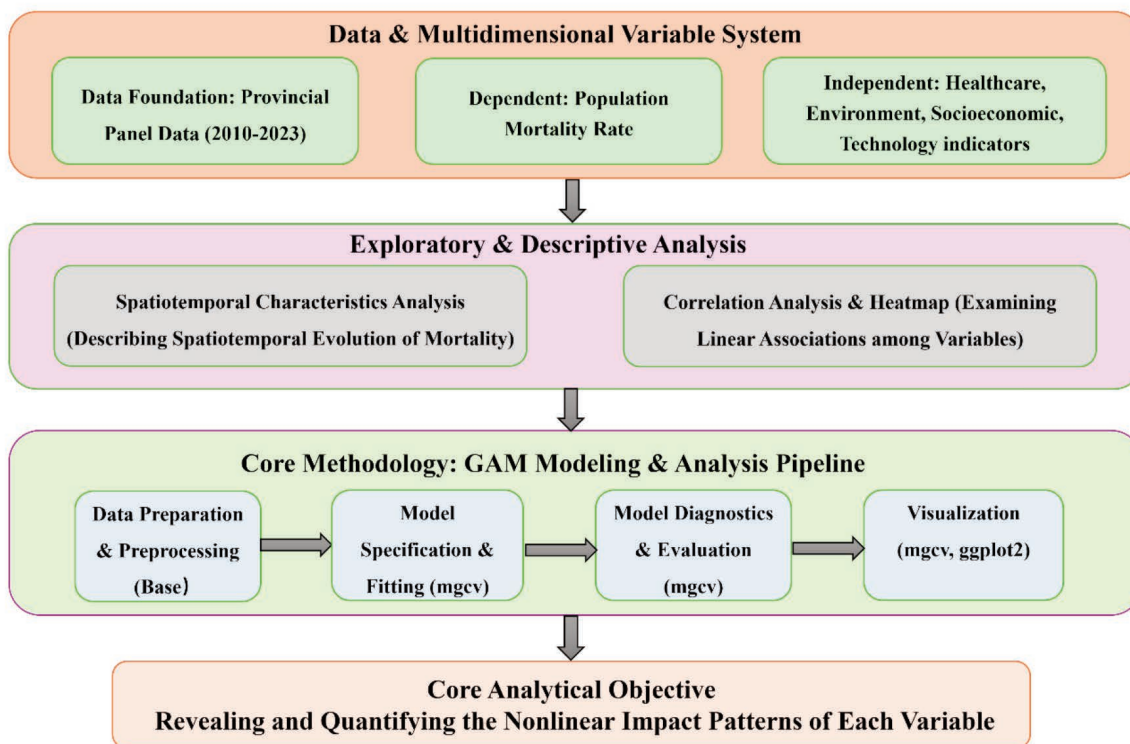 Data & Multidimensional Variable System
Data Foundation: Provincial
Panel Data (2010-2023)
Dependent: Population
Mortality Rate
Independent: Healthcare,
Environment, Socioeconomic,
Technology indicators
Exploratory & Descriptive Analysis
Spatiotemporal Characteristics Analysis
(Describing Spatiotemporal Evolution of Mortality)
Correlation Analysis & Heatmap (Examining
Linear Associations among Variables)
Core Methodology: GAM Modeling & Analysis Pipeline
Data Preparation
& Preprocessing
(Base)
Model
Specification &
Fitting (mgcv)
Model Diagnostics
& Evaluation
(mgcv)
Visualization
(mgcv, ggplot2)
Core Analytical Objective
Revealing and Quantifying the Nonlinear Impact Patterns of Each Variable